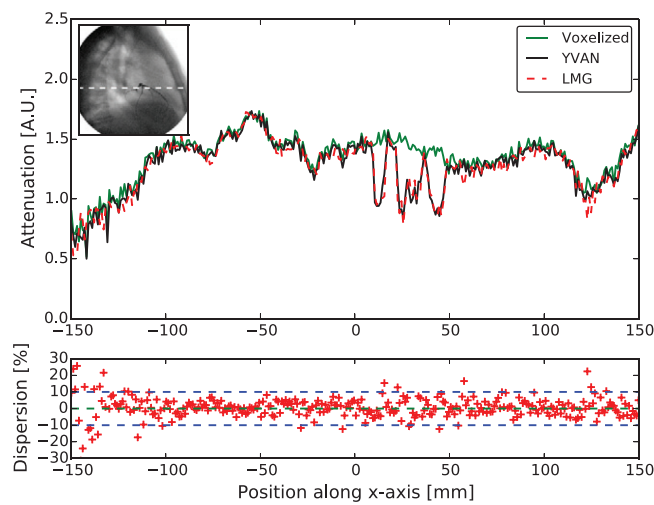 2.5
2.0
1.5
1.0
0.5
0.0
Attenuation [A.U.]
Voxelized
YVAN
LMG
−150 −100 −50 0 50 100 150
30
20
10
0
−10
−20
−30
Dispersion [%]
−150 −100 −50 0 50 100 150
Position along x-axis [mm]